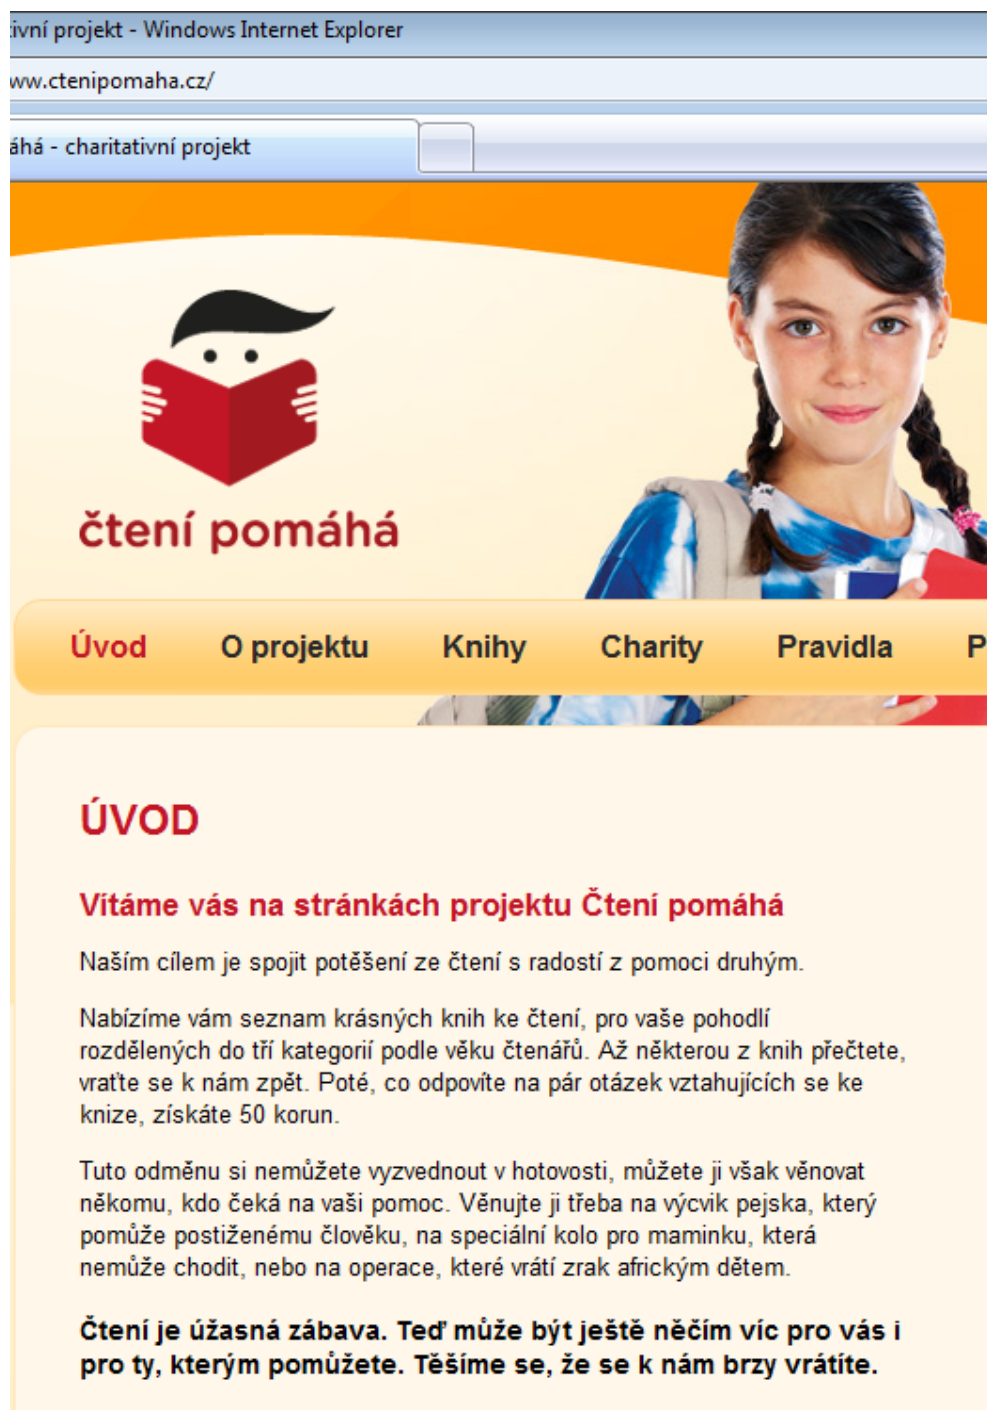 ivní projekt - Windows Internet Explorer
ww.ctenipomaha.cz/
áhá - charitativní projekt
čtení pomáhá
Úvod O projektu Knihy Charity Pravidla P
ÚVOD
Vítáme vás na stránkách projektu Čtení pomáhá
Naším cílem je spojit potěšení ze čtení s radostí z pomoci druhým.
Nabízíme vám seznam krásných knih ke čtení, pro vaše pohodlí
rozdělených do tří kategorií podle věku čtenářů. Až některou z knih přečtete,
vraťte se k nám zpět. Poté, co odpovíte na pár otázek vztahujících se ke
knize, získáte 50 korun.
Tuto odměnu si nemůžete vyzvednout v hotovosti, můžete ji však věnovat
někomu, kdo čeká na vaši pomoc. Věnujte ji třeba na výcvik pejska, který
pomůže postiženému člověku, na speciální kolo pro maminku, která
nemůže chodit, nebo na operace, které vrátí zrak africkým dětem.
Čtení je úžasná zábava. Teď může být ještě něčím víc pro vás i
pro ty, kterým pomůžete. Těšíme se, že se k nám brzy vrátíte.